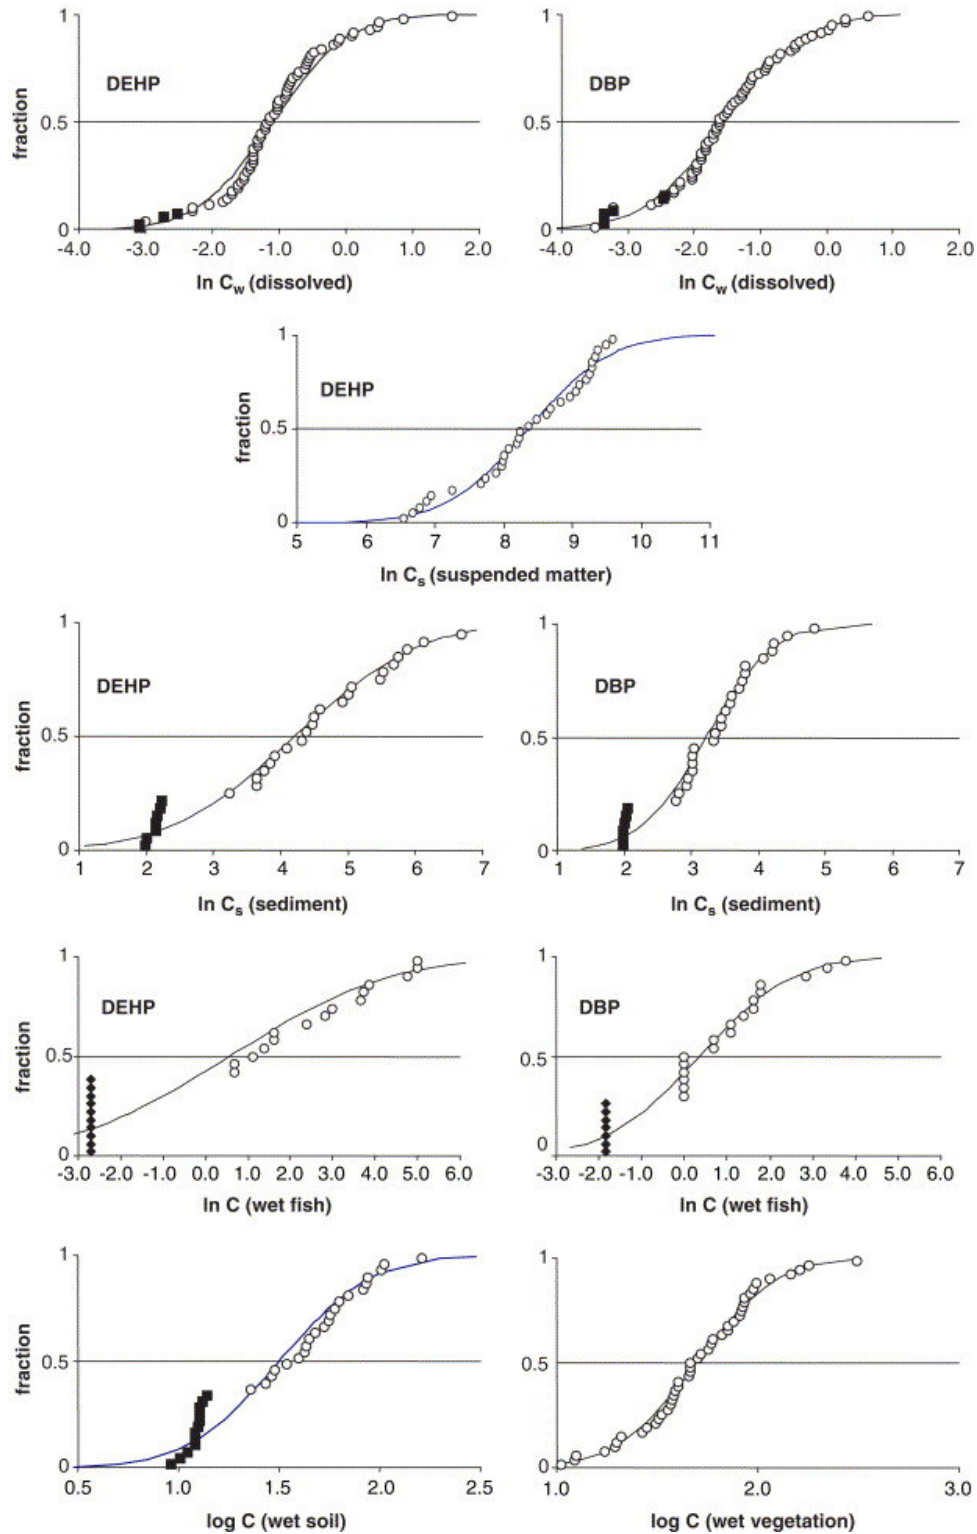 1
1
DEHP
DBP
fraction
0.5
0.5
0
0
-4.0 -3.0 -2.0 -1.0 0.0 1.0 2.0
-4.0 -3.0 -2.0 -1.0 0.0 1.0 2.0
ln Cw (dissolved)
ln Cw (dissolved)
1
DEHP
fraction
0.5
0
5 6 7 8 9 10 11
ln Cs (suspended matter)
1
1
DEHP
DBP
fraction
0.5
0.5
0
0
1 2 3 4 5 6 7
1 2 3 4 5 6 7
ln Cs (sediment)
ln Cs (sediment)
1
1
DEHP
DBP
fraction
0.5
0.5
0
0
-3.0 -2.0 -1.0 0.0 1.0 2.0 3.0 4.0 5.0 6.0
-3.0 -2.0 -1.0 0.0 1.0 2.0 3.0 4.0 5.0 6.0
ln C (wet fish)
ln C (wet fish)
1
1
fraction
0.5
0.5
0
0
0.5 1.0 1.5 2.0 2.5
1.0 2.0 3.0
log C (wet soil)
log C (wet vegetation)